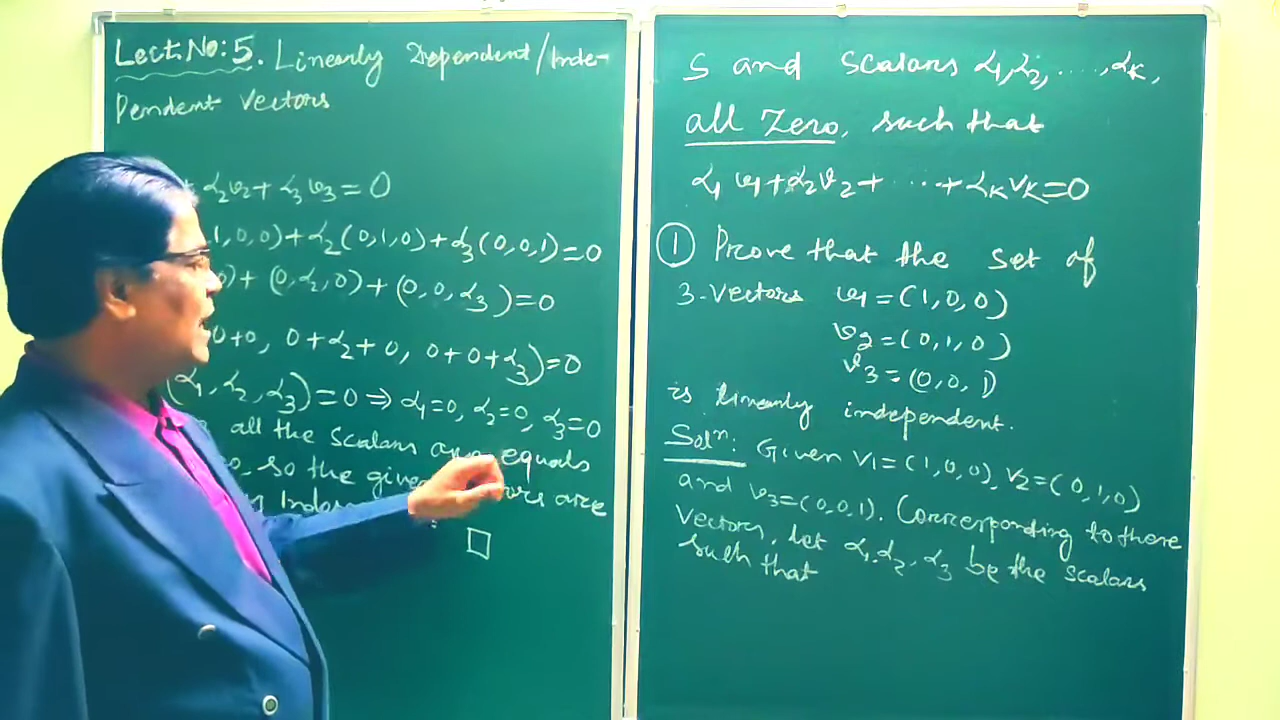 Lect. No: 5. Linearly Dependent/Inde-
pendent Vectors
+ α₂v₂ + α₃v₃ = 0
1,0,0) + α₂(0,1,0) + α₃(0,0,1) = 0
0) + (0,α₂,0) + (0,0,α₃) = 0
0+0, 0+α₂+0, 0+0+α₃) = 0
(α₁, α₂, α₃) = 0 ⇒ α₁=0, α₂=0, α₃=0
all the scalars are equals
so the given are
□
S and scalars α₁, α₂, ...., αₖ,
all zero, such that
α₁v₁ + α₂v₂ + ... + αₖvₖ = 0
① Prove that the set of
3-vectors v₁ = (1,0,0)
v₂ = (0,1,0)
v₃ = (0,0,1)
is linearly independent.
Solⁿ: Given v₁ = (1,0,0), v₂ = (0,1,0)
and v₃ = (0,0,1). Corresponding to these
vectors, let α₁, α₂, α₃ be the scalars
such that